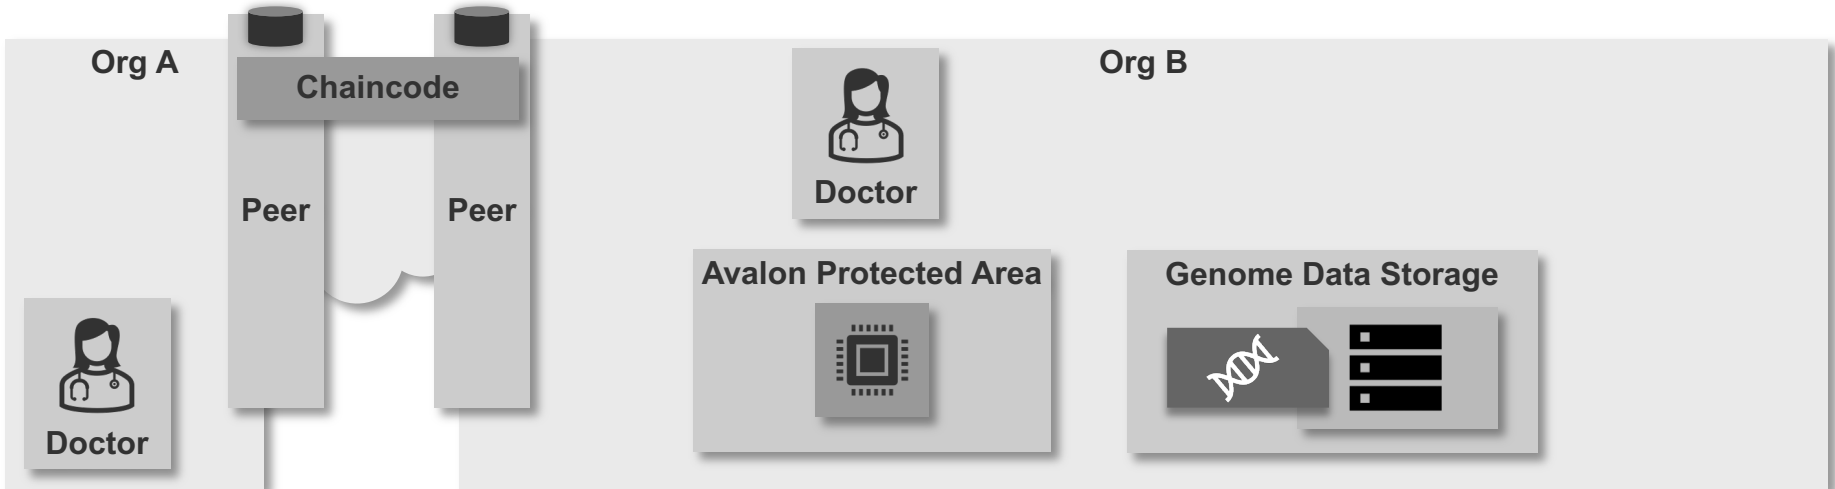 Org A
Chaincode
Org B
Doctor
Peer
Peer
Avalon Protected Area
Genome Data Storage
Doctor